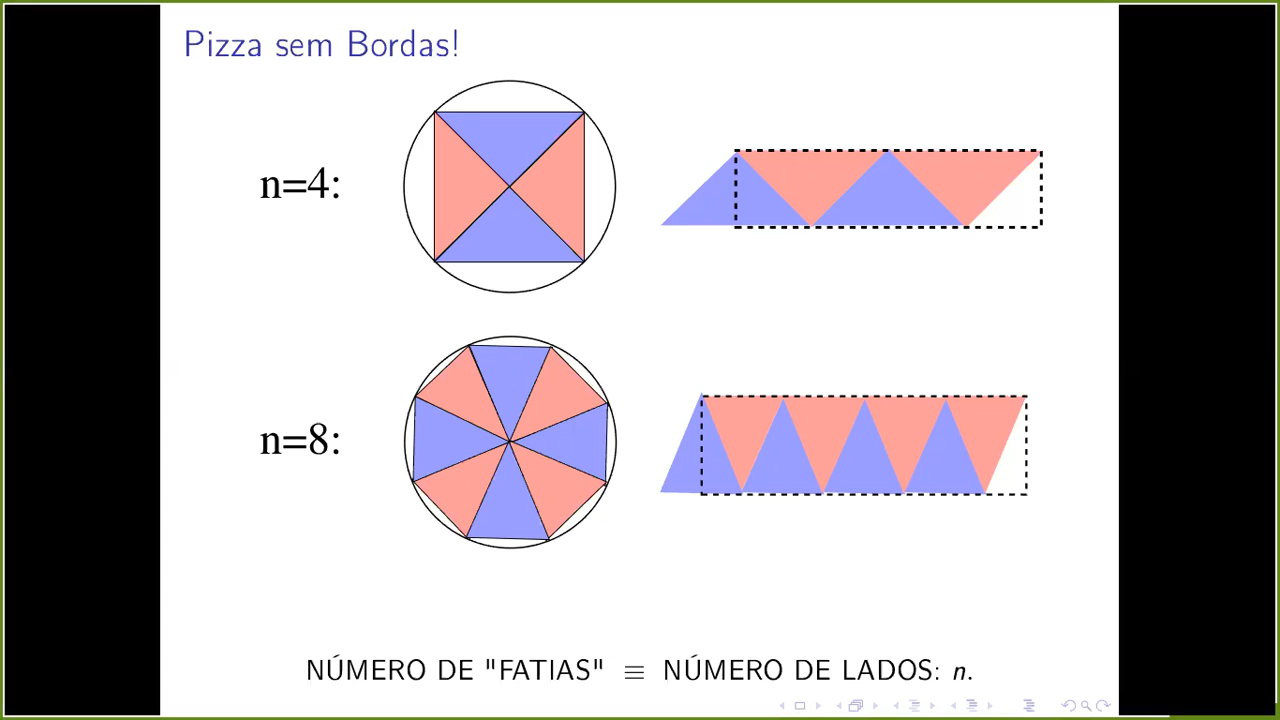 Pizza sem Bordas!
n=4:
n=8:
NÚMERO DE "FATIAS" ≡ NÚMERO DE LADOS: n.